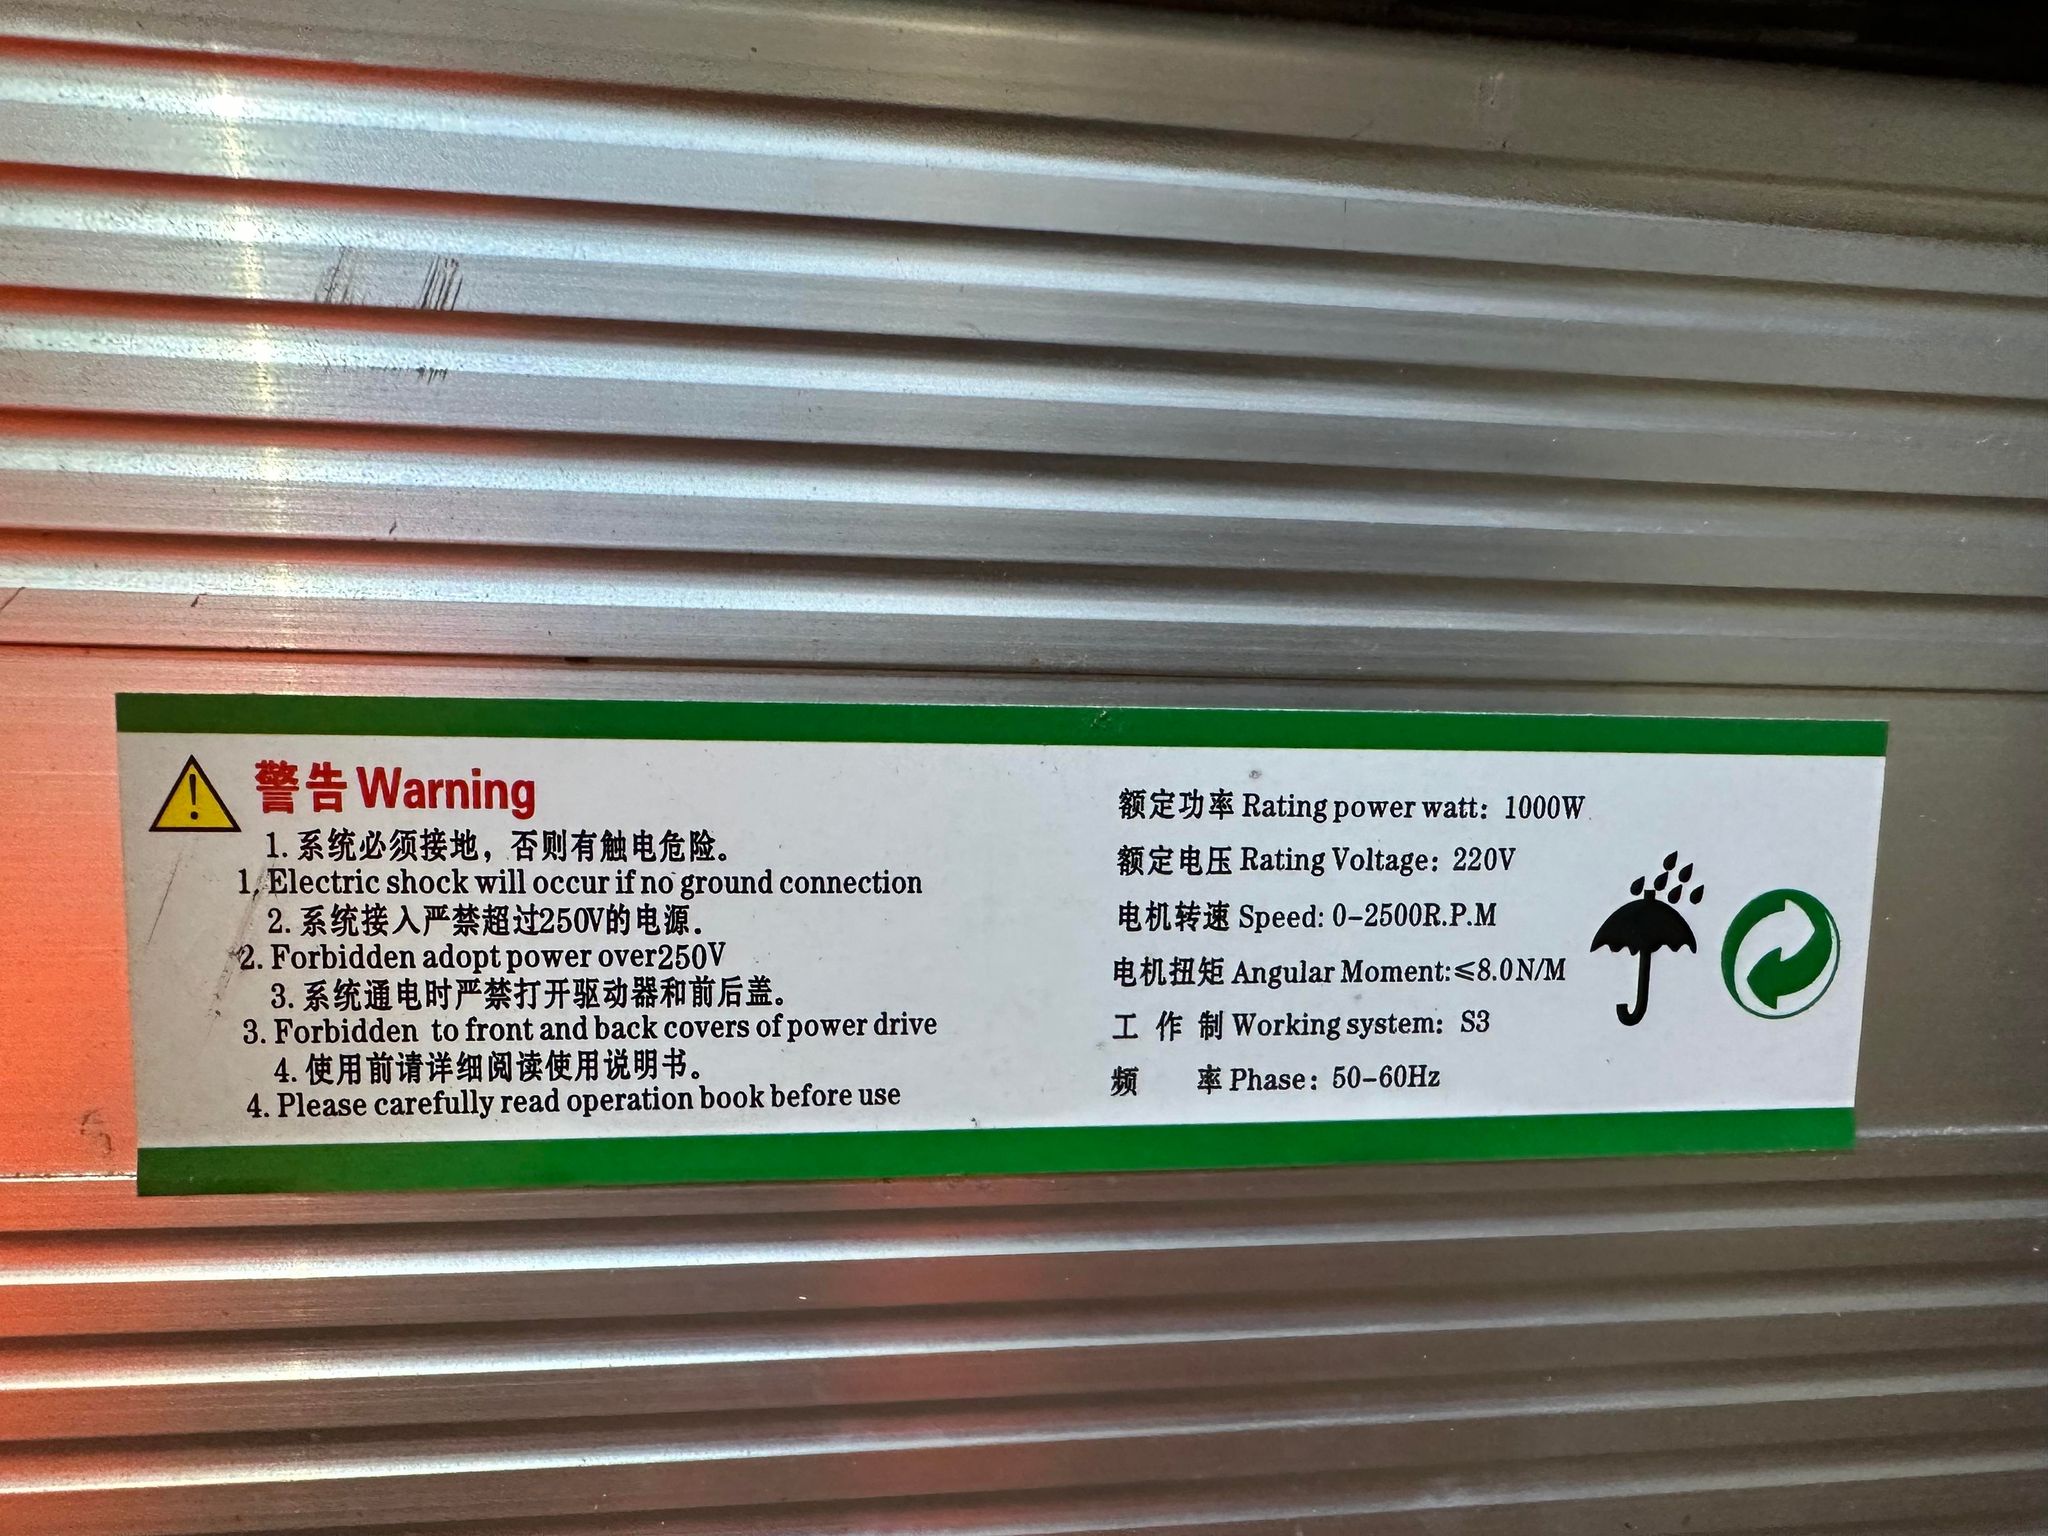 警告 Warning
1. 系统必须接地，否则有触电危险。
1. Electric shock will occur if no ground connection
2. 系统接入严禁超过250V的电源.
2. Forbidden adopt power over250V
3. 系统通电时严禁打开驱动器和前后盖。
3. Forbidden to front and back covers of power drive
4. 使用前请详细阅读使用说明书。
4. Please carefully read operation book before use
额定功率 Rating power watt: 1000W
额定电压 Rating Voltage: 220V
电机转速 Speed: 0-2500R.P.M
电机扭矩 Angular Moment:≤8.0N/M
工 作 制 Working system: S3
频 率 Phase: 50-60Hz